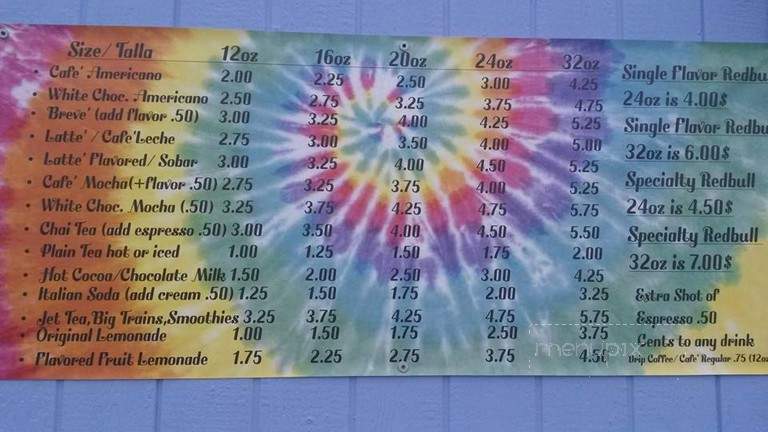 Size/ Talla 12oz 16oz 20oz 24oz 32oz
• Cafe' Americano 2.00 2.25 2.50 3.00 4.25
• White Choc. Americano 2.50 2.75 3.25 3.75 4.75
• 'Breve' (add flavor .50) 3.00 3.25 4.00 4.25 5.25
• Latte' / Cafe'Leche 2.75 3.00 3.50 4.00 5.00
• Latte' Flavored/ Sobar 3.00 3.25 4.00 4.50 5.25
• Cafe' Mocha(+flavor .50) 2.75 3.25 3.75 4.00 5.25
• White Choc. Mocha (.50) 3.25 3.75 4.25 4.75 5.75
• Chai Tea (add espresso .50) 3.00 3.50 4.00 4.50 5.50
• Plain Tea hot or iced 1.00 1.25 1.50 1.75 2.00
• Hot Cocoa/Chocolate Milk 1.50 2.00 2.50 3.00 4.25
• Italian Soda (add cream .50) 1.25 1.50 1.75 2.00 3.25
• Jet Tea,Big Trains,Smoothies 3.25 3.75 4.25 4.75 5.75
• Original Lemonade 1.00 1.50 1.75 2.50 3.75
• Flavored Fruit Lemonade 1.75 2.25 2.75 3.75 4.50
Single Flavor Redbu
24oz is 4.00$
Single Flavor Redbu
32oz is 6.00$
Specialty Redbull
24oz is 4.50$
Specialty Redbull
32oz is 7.00$
Extra Shot of
Espresso .50
Cents to any drink
Drip Coffee/ Cafe' Regular .75 (12oz
menupix